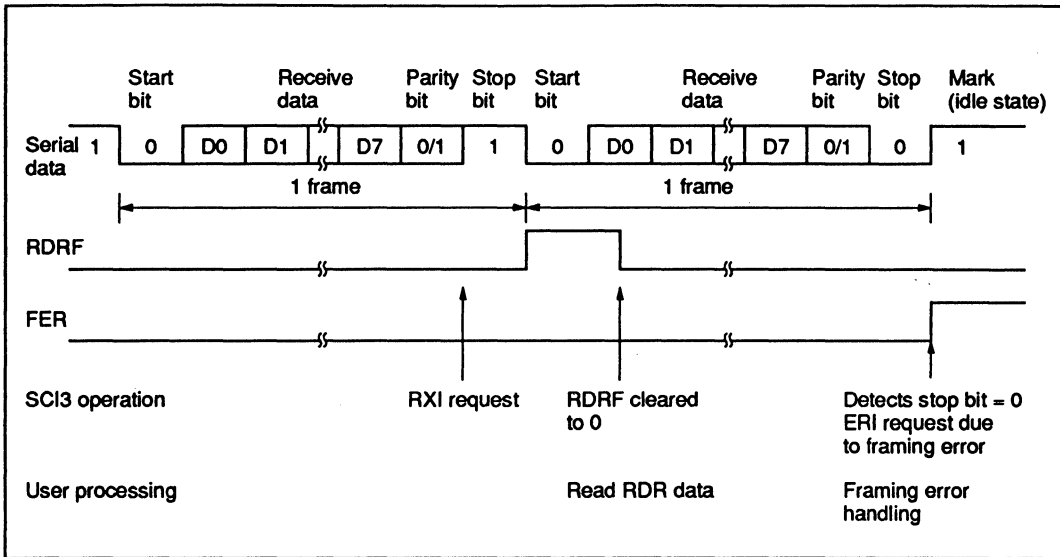 Start bit Receive data Parity bit Stop bit Start bit Receive data Parity bit Stop bit Mark (idle state)
Serial data 1 0 D0 D1 D7 0/1 1 0 D0 D1 D7 0/1 0 1
1 frame 1 frame
RDRF
FER
SCI3 operation RXI request RDRF cleared to 0 Detects stop bit = 0 ERI request due to framing error
User processing Read RDR data Framing error handling